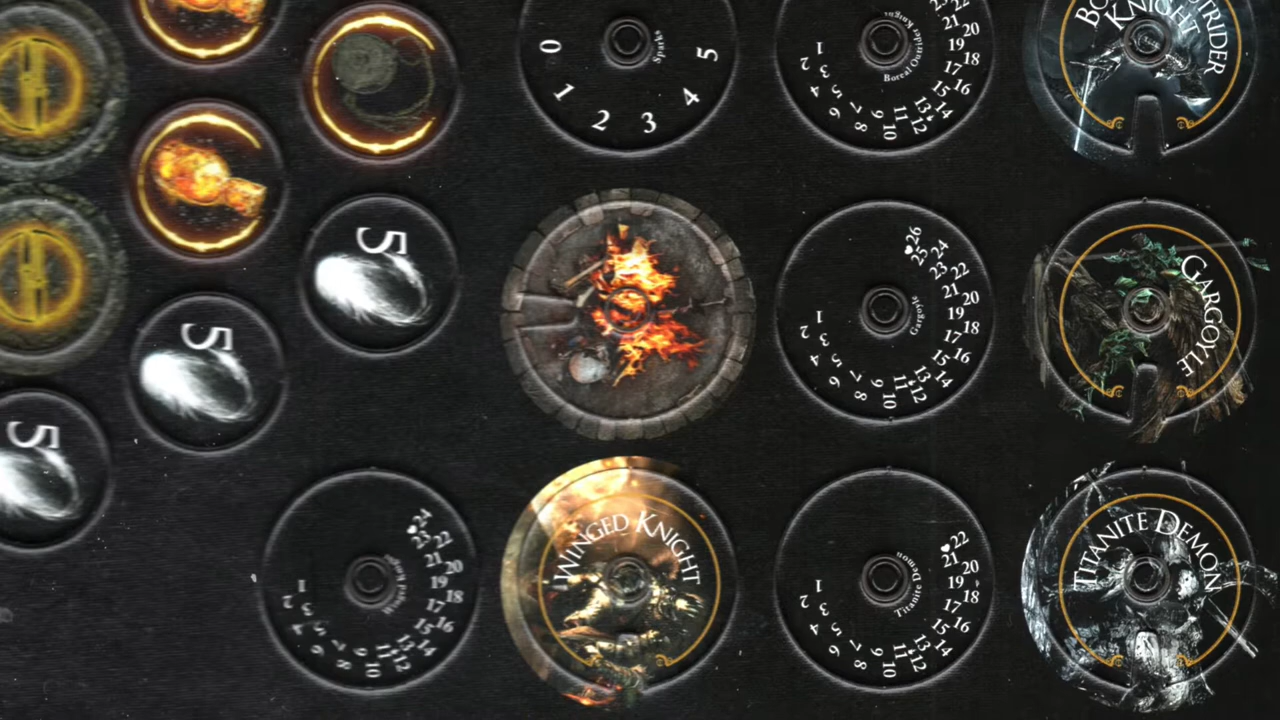 0 1 2 3 4 5
Sparks
1 2 3 4 5 6 7 8 9 10 11 12 13 14 15 16 17 18 19 20 21 22
Boreal Outrider Knight
KNIGHT
5
5
5
1 2 3 4 5 6 7 8 9 10 11 12 13 14 15 16 17 18 19 20 21 22 23 24 25 26
Gargoyle
GARGOYLE
1 2 3 4 5 6 7 8 9 10 11 12 13 14 15 16 17 18 19 20 21 22 23 24
Winged Knight
WINGED KNIGHT
1 2 3 4 5 6 7 8 9 10 11 12 13 14 15 16 17 18 19 20 21 22
Titanite Demon
TITANITE DEMON